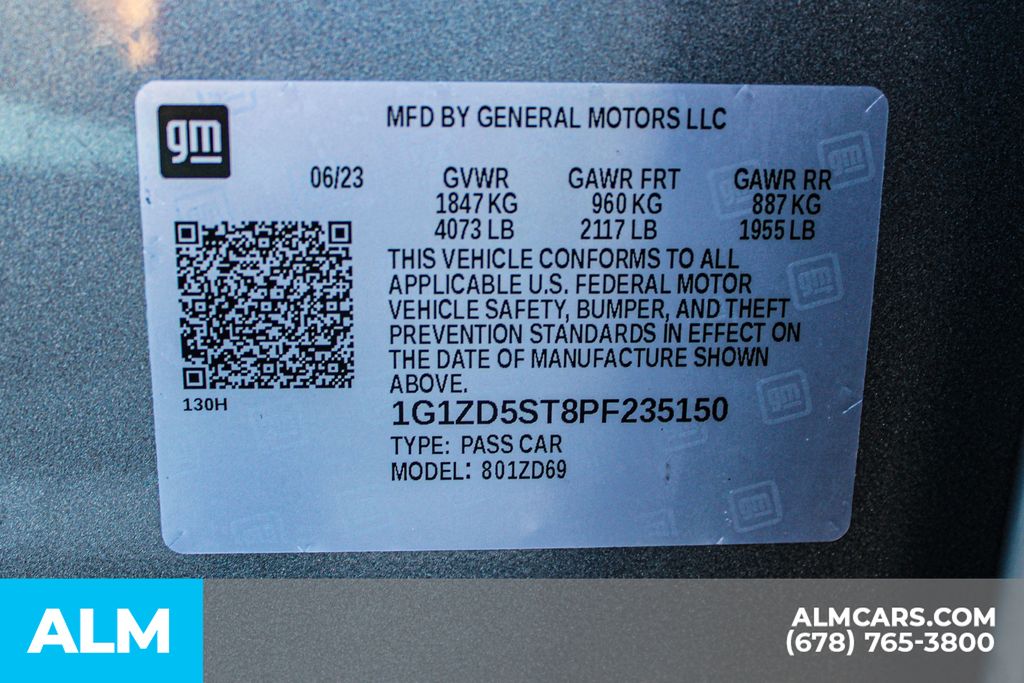 gm
MFD BY GENERAL MOTORS LLC
06/23 GVWR GAWR FRT GAWR RR
1847 KG 960 KG 887 KG
4073 LB 2117 LB 1955 LB
THIS VEHICLE CONFORMS TO ALL
APPLICABLE U.S. FEDERAL MOTOR
VEHICLE SAFETY, BUMPER, AND THEFT
PREVENTION STANDARDS IN EFFECT ON
THE DATE OF MANUFACTURE SHOWN
ABOVE.
130H
1G1ZD5ST8PF235150
TYPE: PASS CAR
MODEL: 801ZD69
ALM
ALMCARS.COM
(678) 765-3800